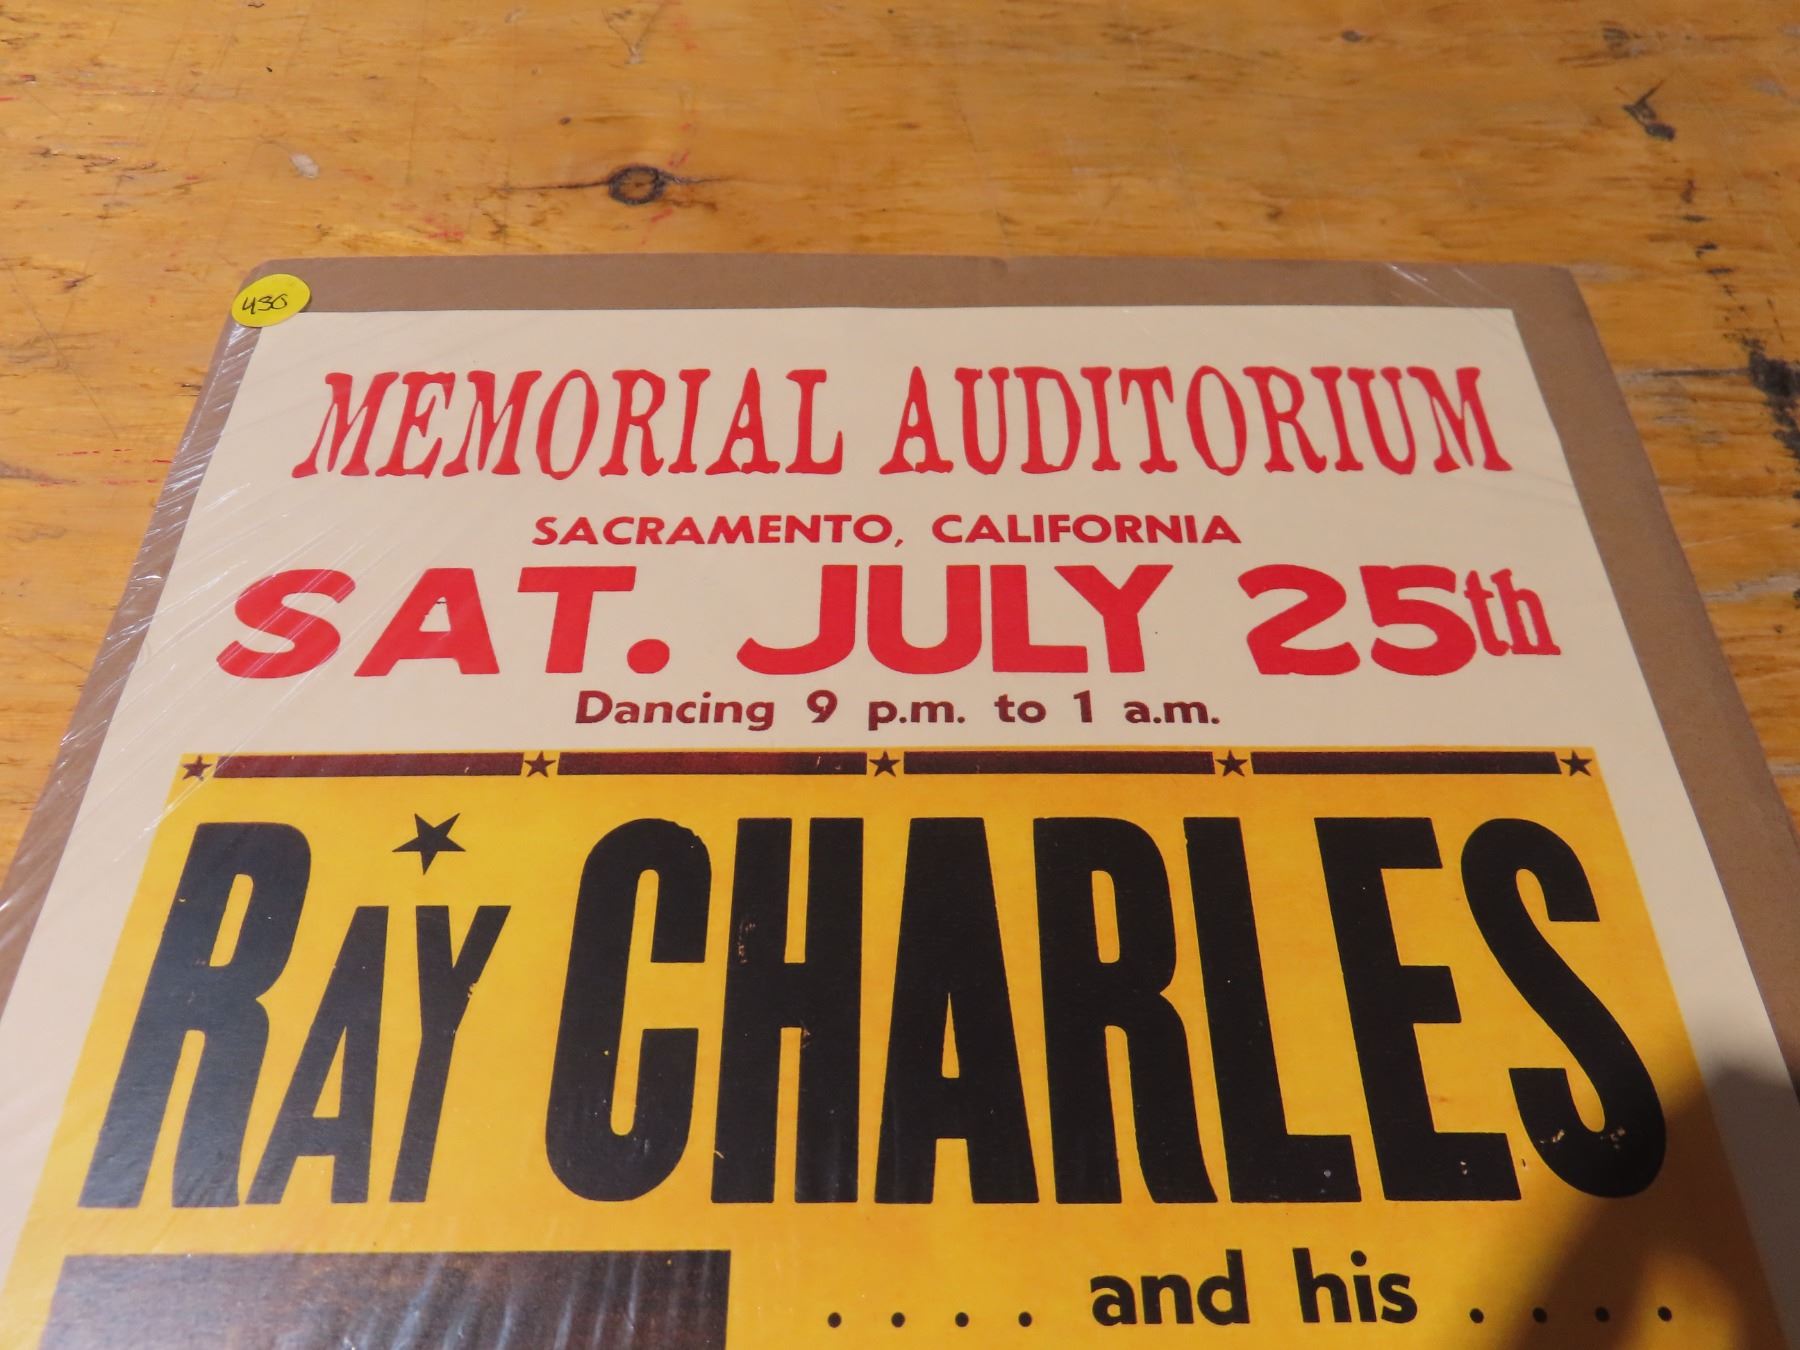 430
MEMORIAL AUDITORIUM
SACRAMENTO, CALIFORNIA
SAT. JULY 25th
Dancing 9 p.m. to 1 a.m.
RAY CHARLES
.... and his ....